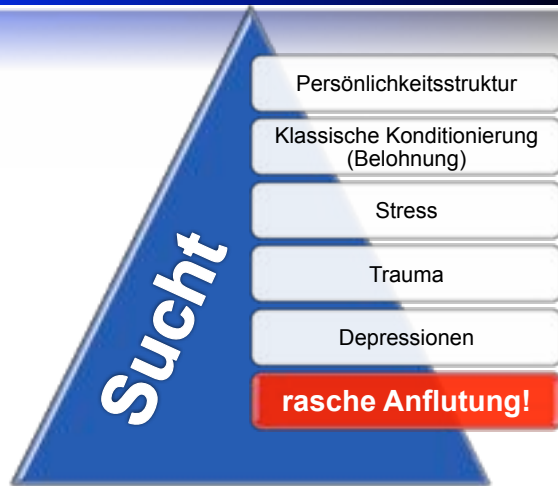 Persönlichkeitsstruktur
Klassische Konditionierung
(Belohnung)
Stress
Trauma
Depressionen
rasche Anflutung!
Sucht